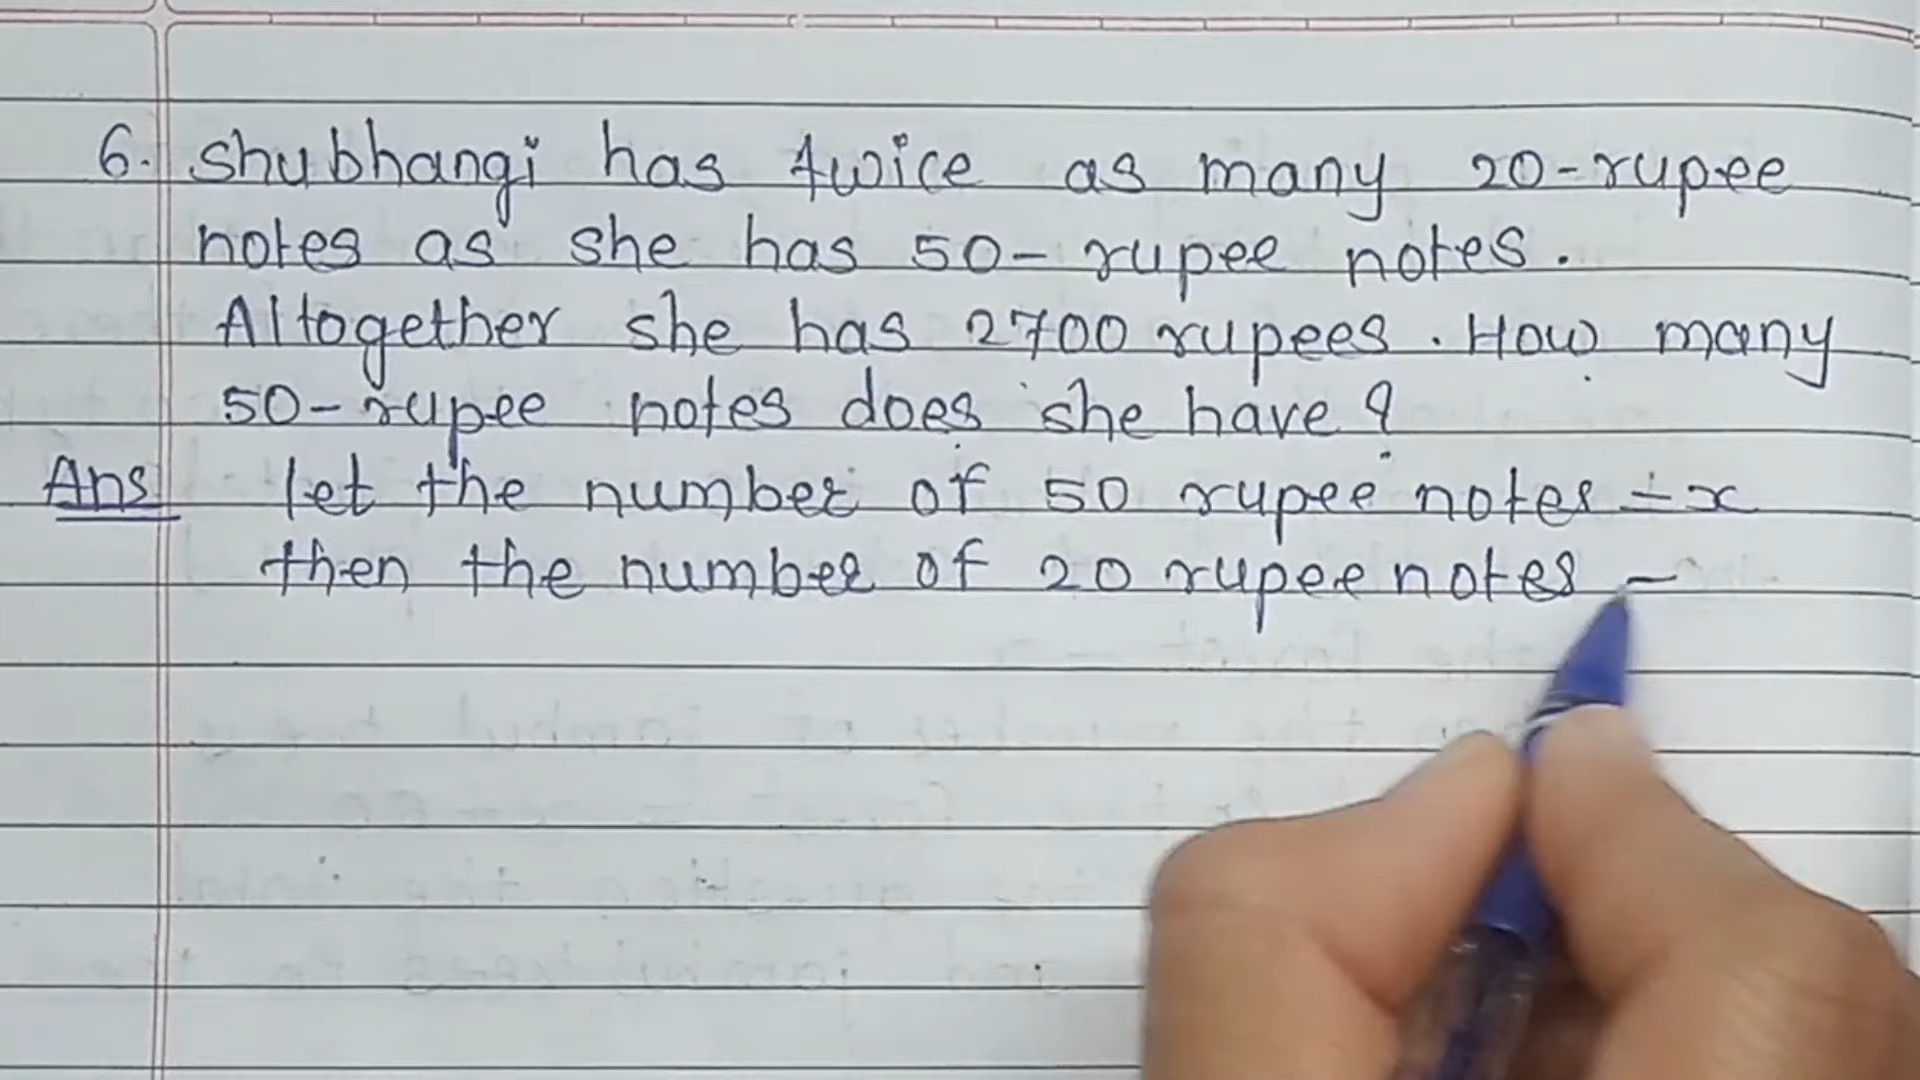 6. Shubhangi has twice as many 20-rupee
notes as she has 50-rupee notes.
Altogether she has 2700 rupees. How many
50-rupee notes does she have?
Ans let the number of 50 rupee notes = x
then the number of 20 rupee notes -